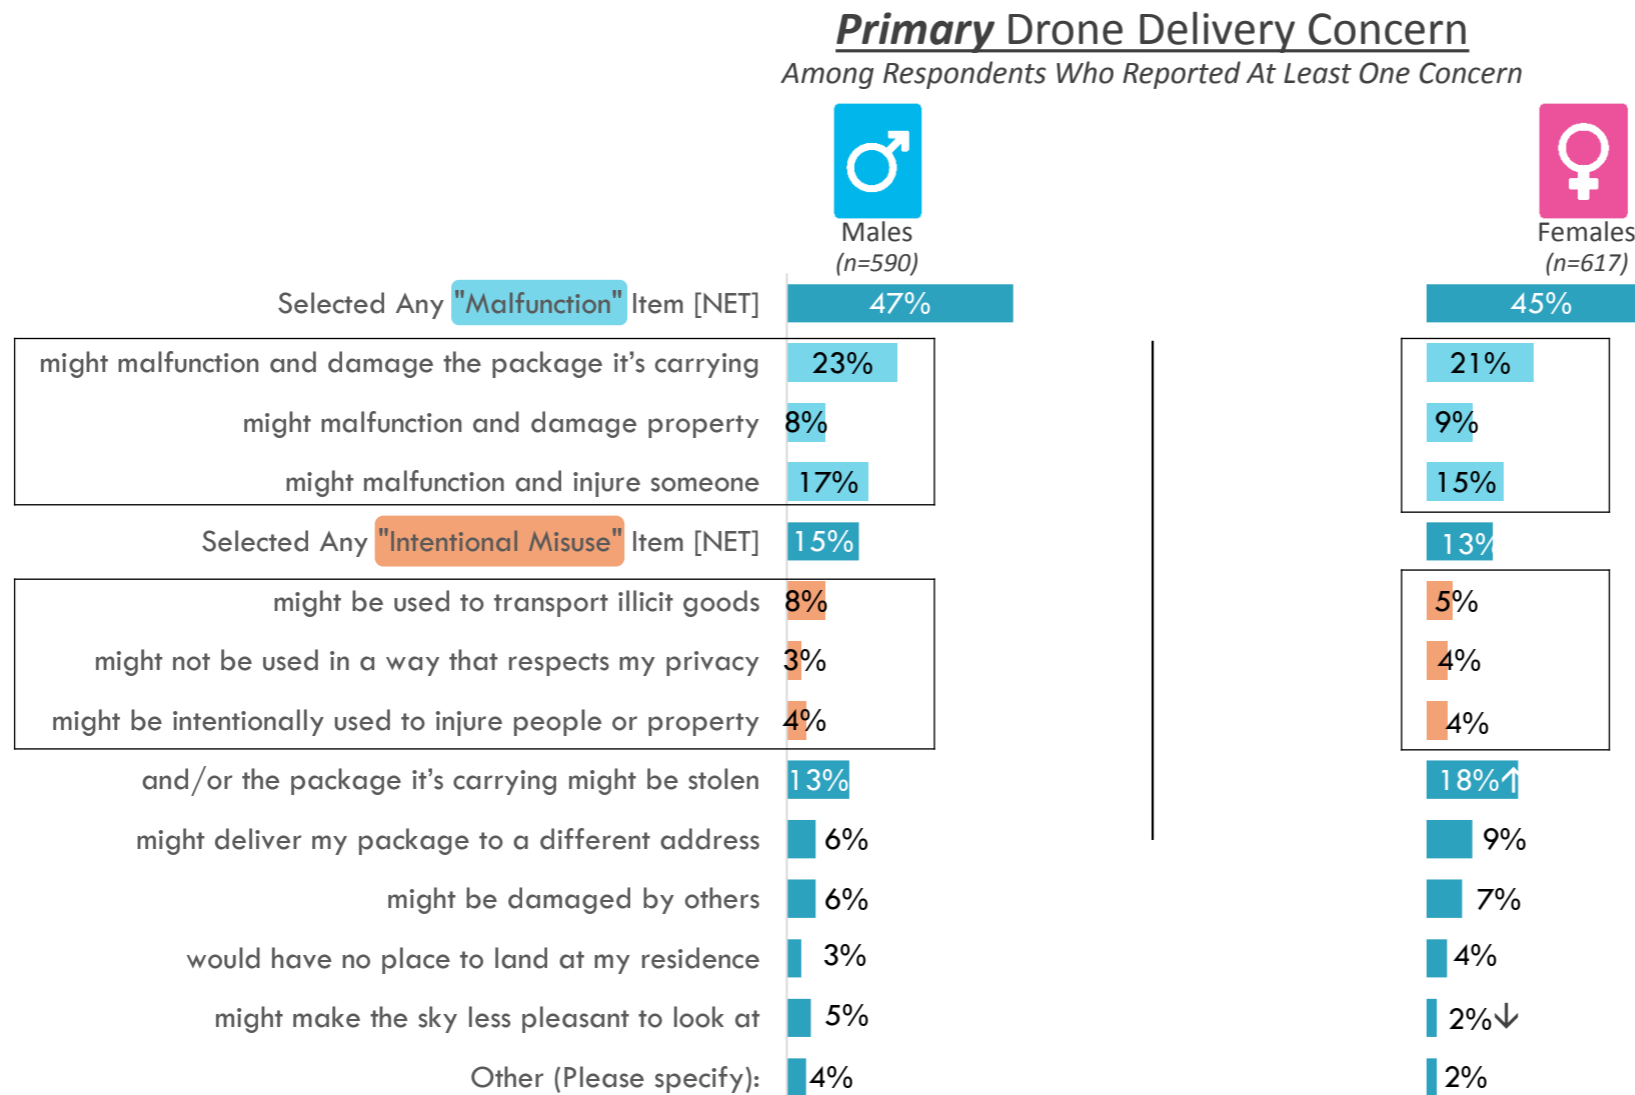 Primary Drone Delivery Concern
Among Respondents Who Reported At Least One Concern
Males
(n=590)
Females
(n=617)
Selected Any "Malfunction" Item [NET] 47% 45%
might malfunction and damage the package it’s carrying 23% 21%
might malfunction and damage property 8% 9%
might malfunction and injure someone 17% 15%
Selected Any "Intentional Misuse" Item [NET] 15% 13%
might be used to transport illicit goods 8% 5%
might not be used in a way that respects my privacy 3% 4%
might be intentionally used to injure people or property 4% 4%
and/or the package it’s carrying might be stolen 13% 18%↑
might deliver my package to a different address 6% 9%
might be damaged by others 6% 7%
would have no place to land at my residence 3% 4%
might make the sky less pleasant to look at 5% 2%↓
Other (Please specify): 4% 2%